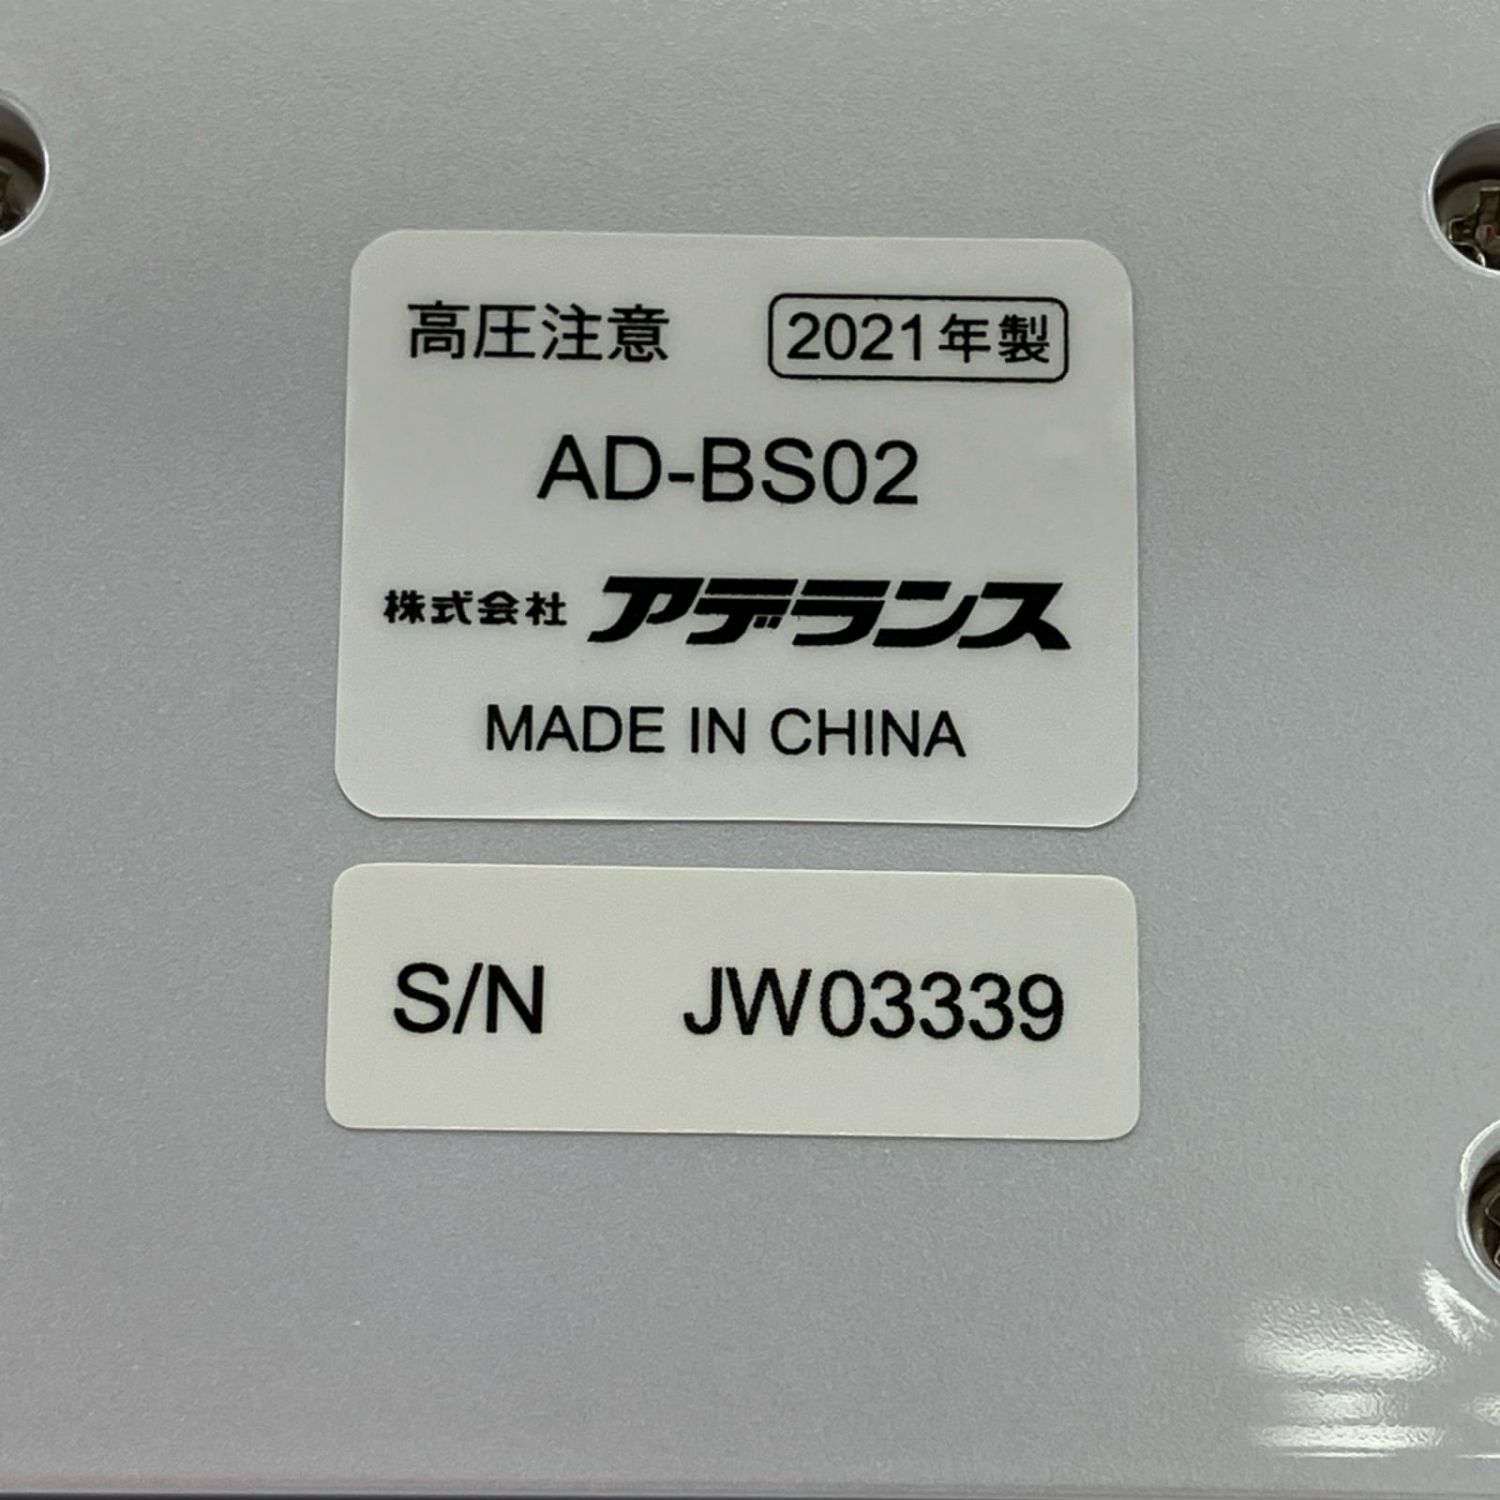 高圧注意 2021年製
AD-BS02
株式会社 アデランス
MADE IN CHINA
S/N JW03339